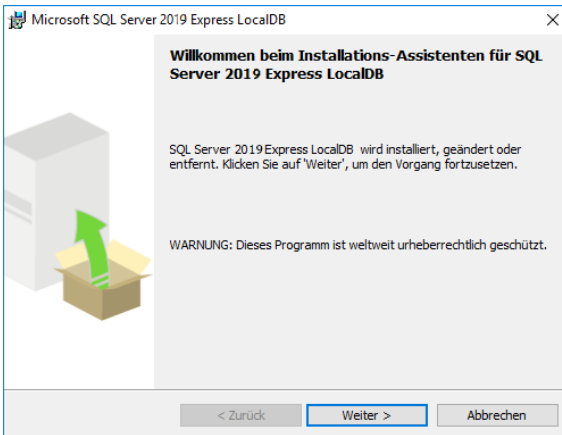 Microsoft SQL Server 2019 Express LocalDB
Willkommen beim Installations-Assistenten für SQL
Server 2019 Express LocalDB
SQL Server 2019 Express LocalDB wird installiert, geändert oder
entfernt. Klicken Sie auf 'Weiter', um den Vorgang fortzusetzen.
WARNUNG: Dieses Programm ist weltweit urheberrechtlich geschützt.
< Zurück Weiter > Abbrechen